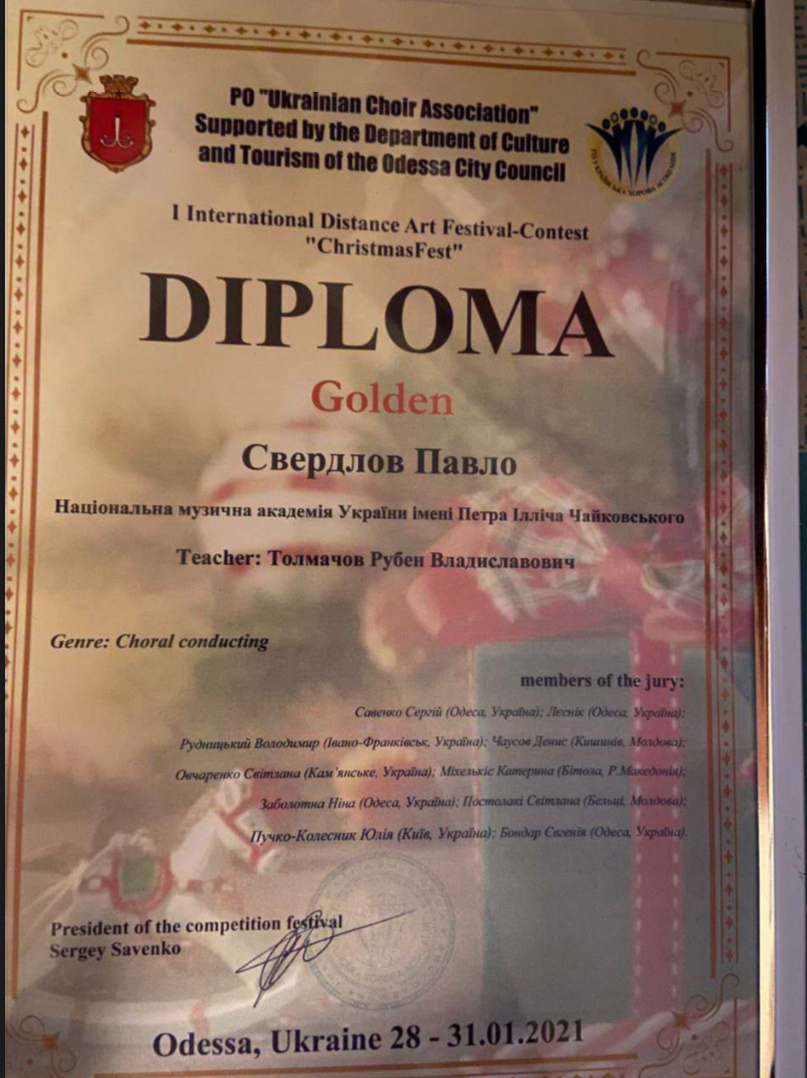 PO "Ukrainian Choir Association"
Supported by the Department of Culture
and Tourism of the Odessa City Council
I International Distance Art Festival-Contest
"ChristmasFest"
DIPLOMA
Golden
Свердлов Павло
Національна музична академія України імені Петра Ілліча Чайковського
Teacher: Толмачов Рубен Владиславович
Genre: Choral conducting
members of the jury:
Савенко Сергій (Одеса, Україна); Лєснік (Одеса, Україна);
Рудницький Володимир (Івано-Франківськ, Україна); Чаусов Денис (Кишинів, Молдова);
Овчаренко Світлана (Кам'янське, Україна); Міхелькіс Катерина (Бітола, Р.Македонія);
Заболотна Ніна (Одеса, Україна); Постолакі Світлана (Бельці, Молдова);
Пучко-Колесник Юлія (Київ, Україна); Бондар Євгенія (Одеса, Україна).
President of the competition festival
Sergey Savenko
Odessa, Ukraine 28 - 31.01.2021